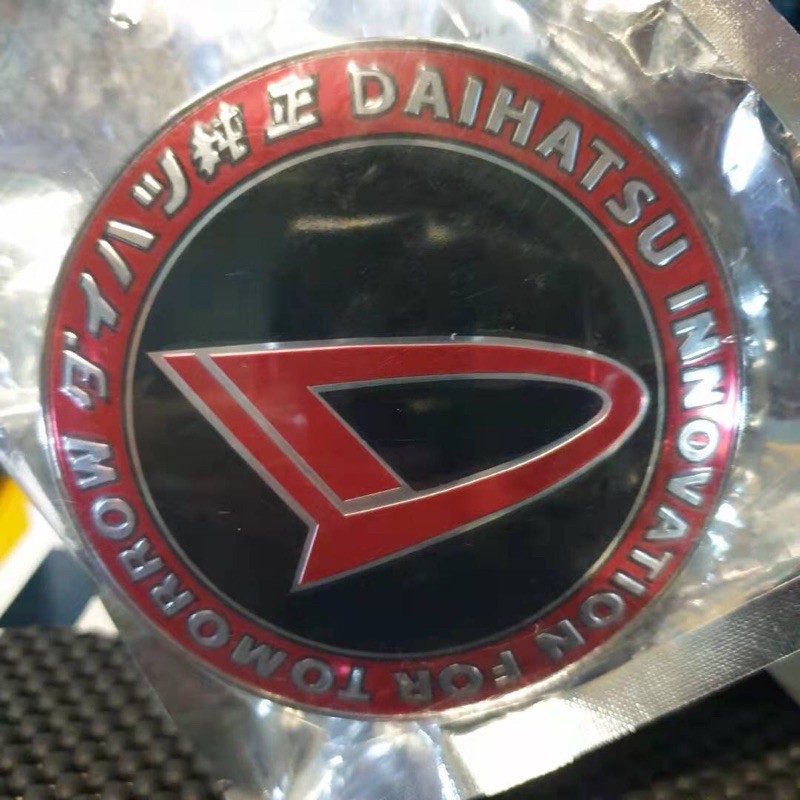 ダイハツ純正 DAIHATSU INNOVATION FOR TOMORROW